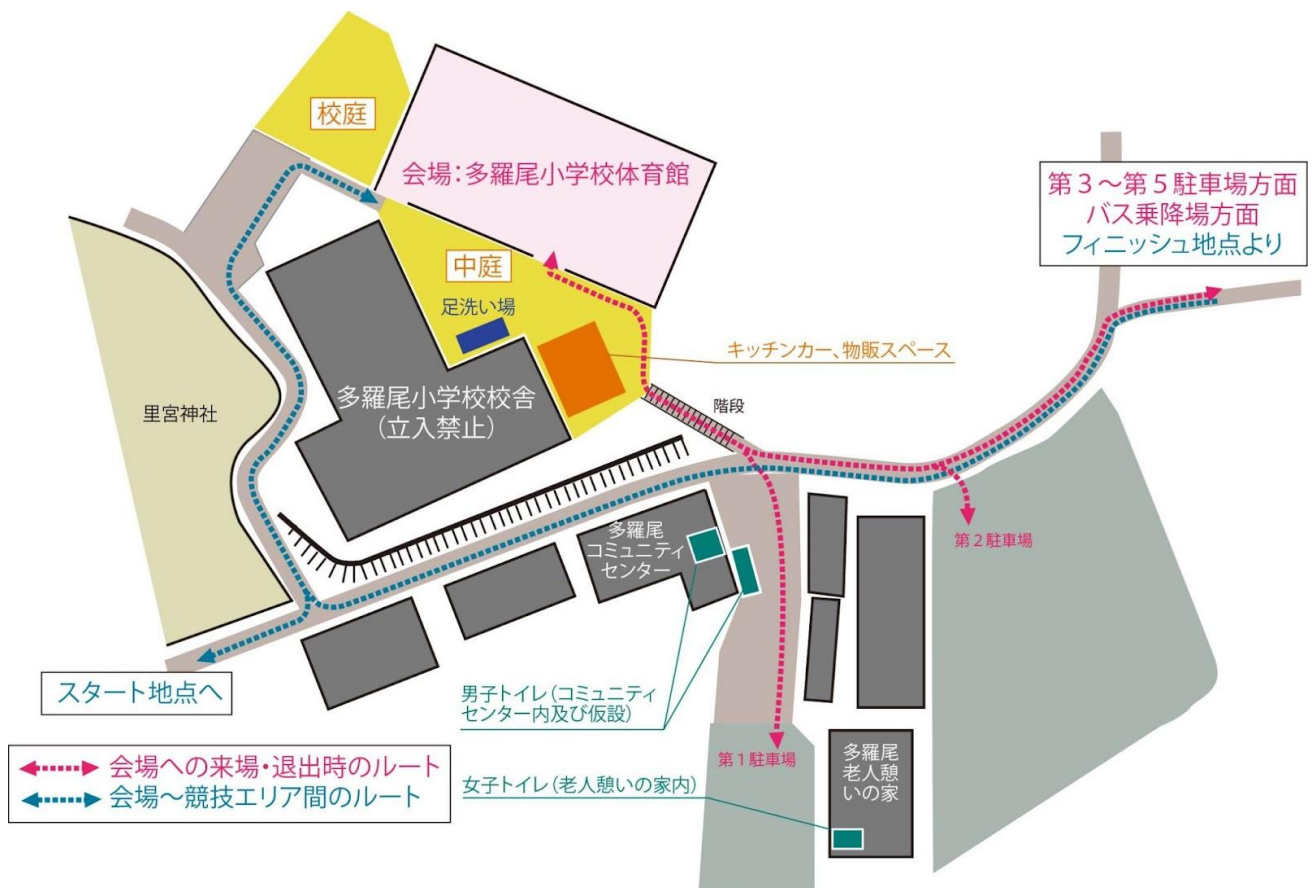 校庭
会場:多羅尾小学校体育館
第3～第5駐車場方面
バス乗降場方面
フィニッシュ地点より
中庭
足洗い場
キッチンカー、物販スペース
多羅尾小学校校舎
(立入禁止)
里宮神社
階段
多羅尾
コミュニティ
センター
第2駐車場
スタート地点へ
男子トイレ(コミュニティ
センター内及び仮設)
第1駐車場
多羅尾
老人憩
いの家
会場への来場・退出時のルート
会場～競技エリア間のルート
女子トイレ(老人憩いの家内)